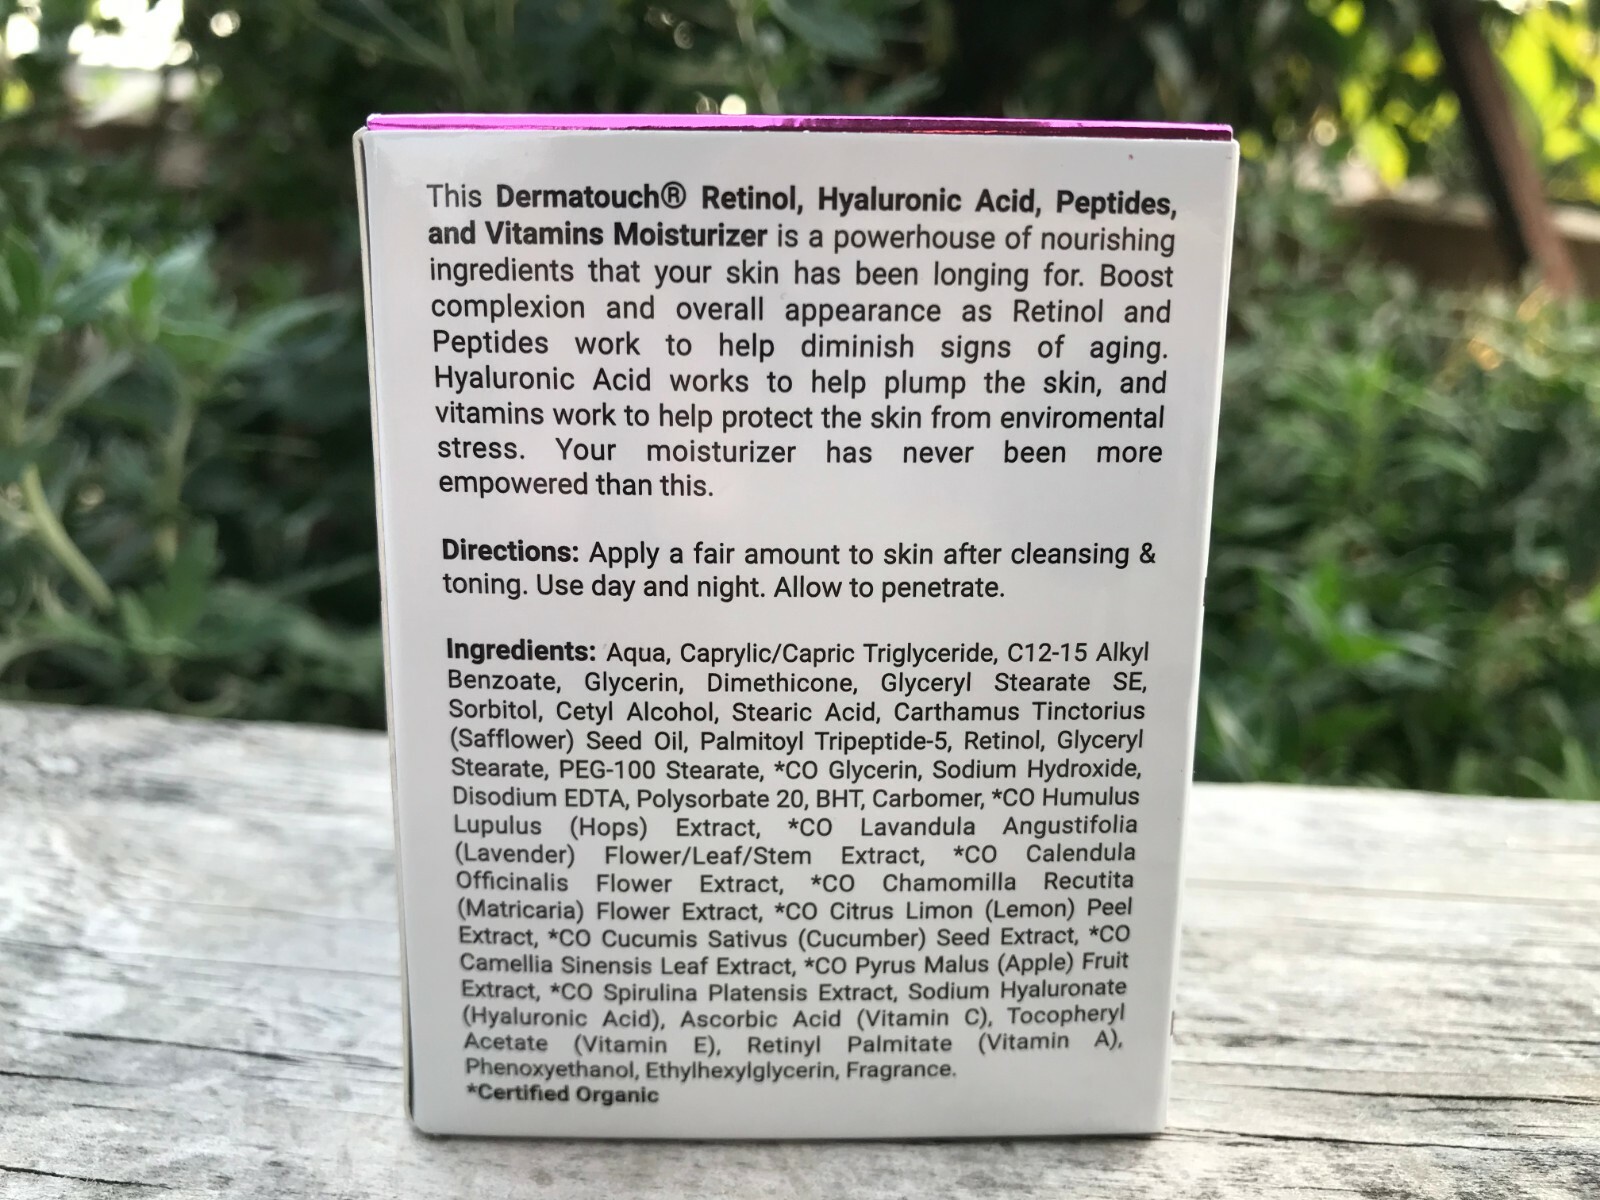 This Dermatouch® Retinol, Hyaluronic Acid, Peptides,
and Vitamins Moisturizer is a powerhouse of nourishing
ingredients that your skin has been longing for. Boost
complexion and overall appearance as Retinol and
Peptides work to help diminish signs of aging.
Hyaluronic Acid works to help plump the skin, and
vitamins work to help protect the skin from enviromental
stress. Your moisturizer has never been more
empowered than this.
Directions: Apply a fair amount to skin after cleansing &
toning. Use day and night. Allow to penetrate.
Ingredients: Aqua, Caprylic/Capric Triglyceride, C12-15 Alkyl
Benzoate, Glycerin, Dimethicone, Glyceryl Stearate SE,
Sorbitol, Cetyl Alcohol, Stearic Acid, Carthamus Tinctorius
(Safflower) Seed Oil, Palmitoyl Tripeptide-5, Retinol, Glyceryl
Stearate, PEG-100 Stearate, *CO Glycerin, Sodium Hydroxide,
Disodium EDTA, Polysorbate 20, BHT, Carbomer, *CO Humulus
Lupulus (Hops) Extract, *CO Lavandula Angustifolia
(Lavender) Flower/Leaf/Stem Extract, *CO Calendula
Officinalis Flower Extract, *CO Chamomilla Recutita
(Matricaria) Flower Extract, *CO Citrus Limon (Lemon) Peel
Extract, *CO Cucumis Sativus (Cucumber) Seed Extract, *CO
Camellia Sinensis Leaf Extract, *CO Pyrus Malus (Apple) Fruit
Extract, *CO Spirulina Platensis Extract, Sodium Hyaluronate
(Hyaluronic Acid), Ascorbic Acid (Vitamin C), Tocopheryl
Acetate (Vitamin E), Retinyl Palmitate (Vitamin A),
Phenoxyethanol, Ethylhexylglycerin, Fragrance.
*Certified Organic